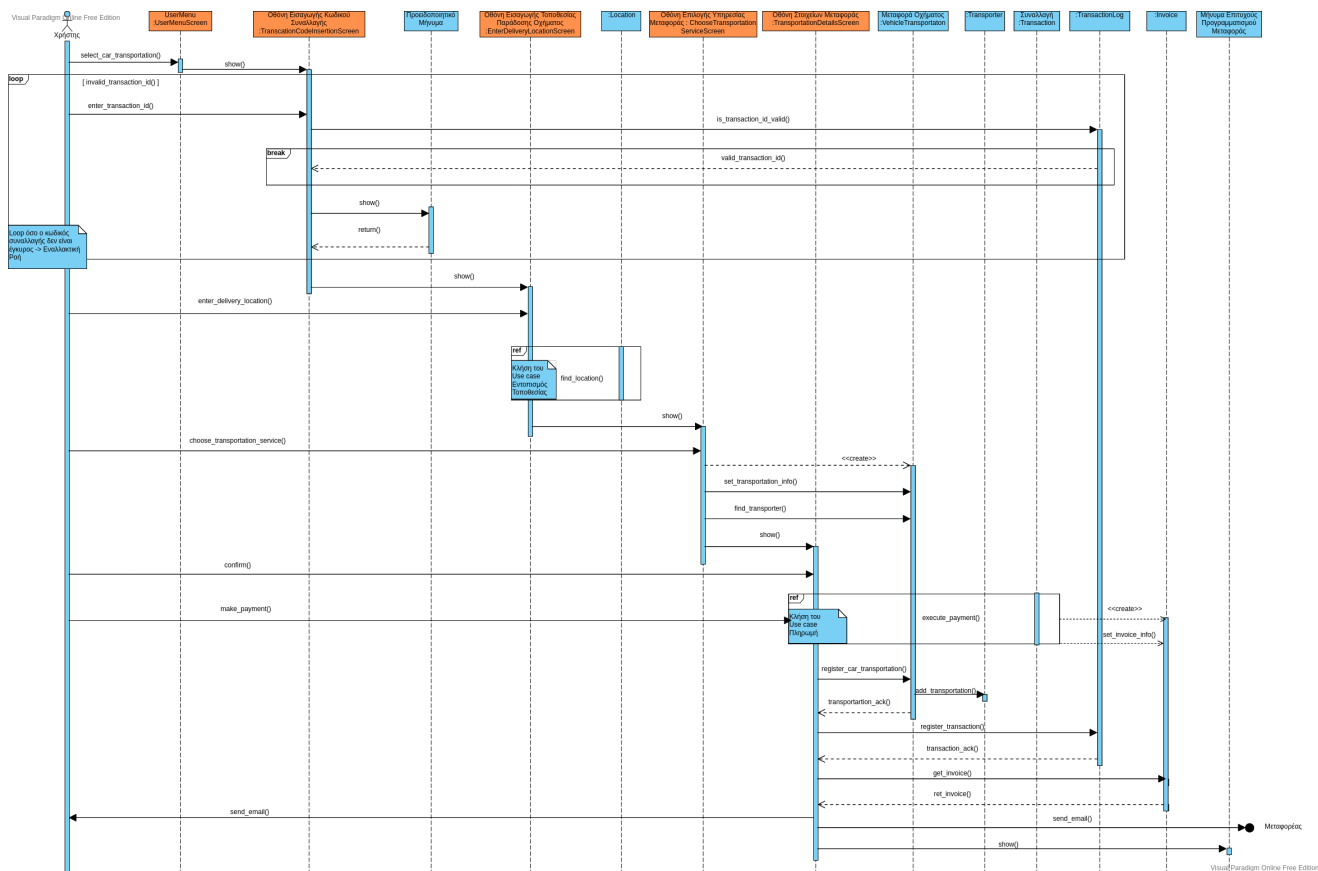 Visual Paradigm Online Free Edition
Χρήστης
UserMenu
:UserMenuScreen
Οθόνη Εισαγωγής Κωδικού
Συναλλαγής
:TranscationCodeInsertionScreen
Προειδοποιητικό
Μήνυμα
Οθόνη Εισαγωγής Τοποθεσίας
Παράδοσης Οχήματος
:EnterDeliveryLocationScreen
:Location
Οθόνη Επιλογής Υπηρεσίας
Μεταφοράς : ChooseTransportation
ServiceScreen
Οθόνη Στοιχείων Μεταφοράς
:TransportationDetailsScreen
Μεταφορά Οχήματος
:VehicleTransportaton
:Transporter
Συναλλαγή
:Transaction
:TransactionLog
:Invoice
Μήνυμα Επιτυχούς
Προγραμματισμού
Μεταφοράς
select_car_transportation()
show()
loop
[ invalid_transaction_id() ]
enter_transaction_id()
is_transaction_id_valid()
break
valid_transaction_id()
show()
return()
Loop όσο ο κωδικός
συναλλαγής δεν είναι
έγκυρος -> Εναλλακτική
Ροή
show()
enter_delivery_location()
ref
Κλήση του
Use case
Εντοπισμός
Τοποθεσίας
find_location()
show()
choose_transportation_service()
<<create>>
set_transportation_info()
find_transporter()
show()
confirm()
ref
make_payment()
Κλήση του
Use case
Πληρωμή
execute_payment()
<<create>>
set_invoice_info()
register_car_transportation()
add_transportation()
transportartion_ack()
register_transaction()
transaction_ack()
get_invoice()
ret_invoice()
send_email()
send_email()
Μεταφορέας
show()
Visual Paradigm Online Free Edition